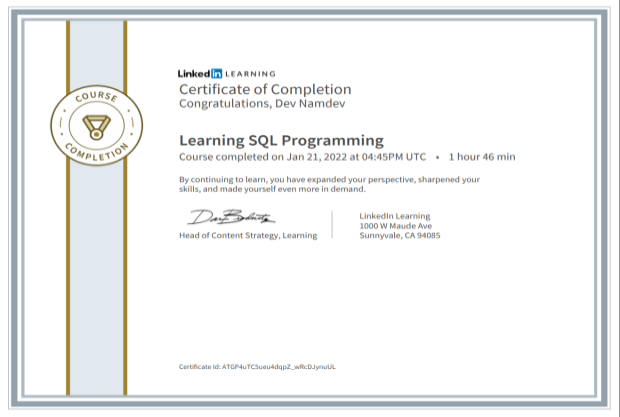 COURSE
COMPLETION
Linked in LEARNING
Certificate of Completion
Congratulations, Dev Namdev
Learning SQL Programming
Course completed on Jan 21, 2022 at 04:45PM UTC • 1 hour 46 min
By continuing to learn, you have expanded your perspective, sharpened your
skills, and made yourself even more in demand.
Head of Content Strategy, Learning
LinkedIn Learning
1000 W Maude Ave
Sunnyvale, CA 94085
Certificate Id: